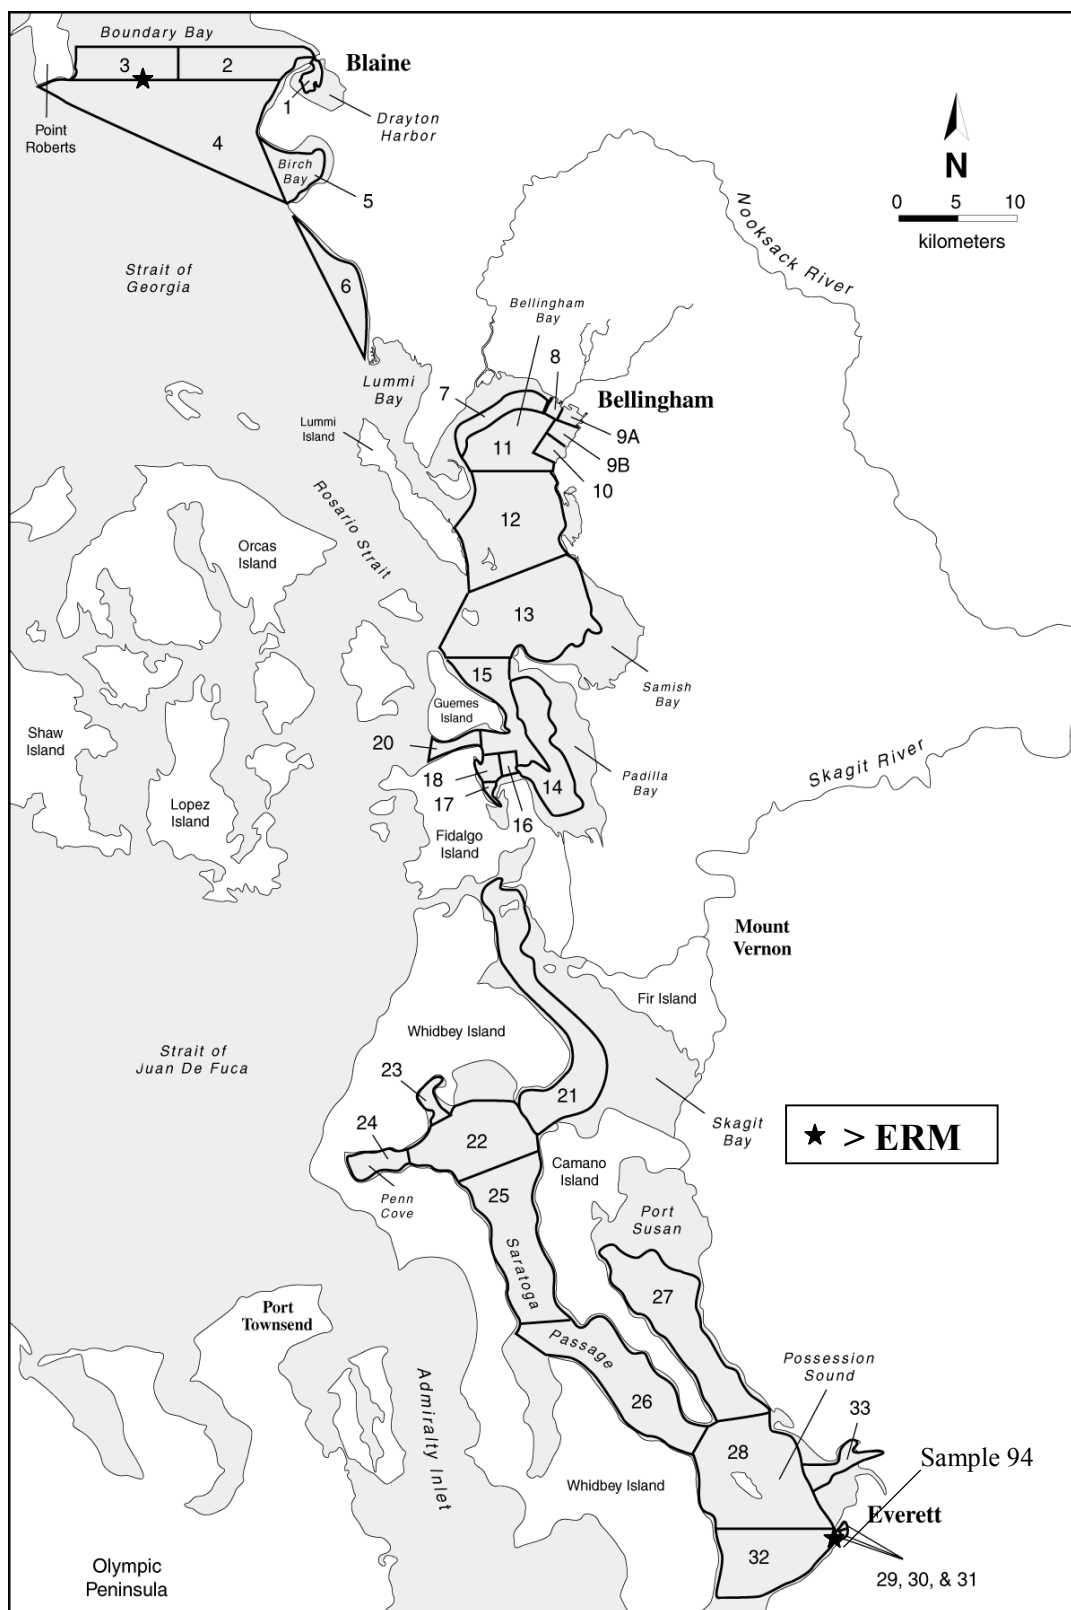 Boundary Bay
3
2
Blaine
1
Drayton
Harbor
Point
Roberts
4
Birch
Bay
5
N
0 5 10
kilometers
Nooksack River
Strait of
Georgia
6
Bellingham
Bay
8
Lummi
Bay
7
Bellingham
Lummi
Island
9A
11
9B
10
Rosario Strait
12
Orcas
Island
13
15
Samish
Bay
Guemes
Island
Shaw
Island
20
Skagit River
18
14
Padilla
Bay
17
Lopez
Island
16
Fidalgo
Island
Mount
Vernon
Fir Island
Whidbey Island
Strait of
Juan De Fuca
23
21
24
22
Skagit
Bay
> ERM
Camano
Island
Penn
Cove
25
Port
Susan
Saratoga
27
Port
Townsend
Passage
Possession
Sound
Admiralty Inlet
26
33
28
Sample 94
Whidbey Island
Everett
32
29, 30, & 31
Olympic
Peninsula